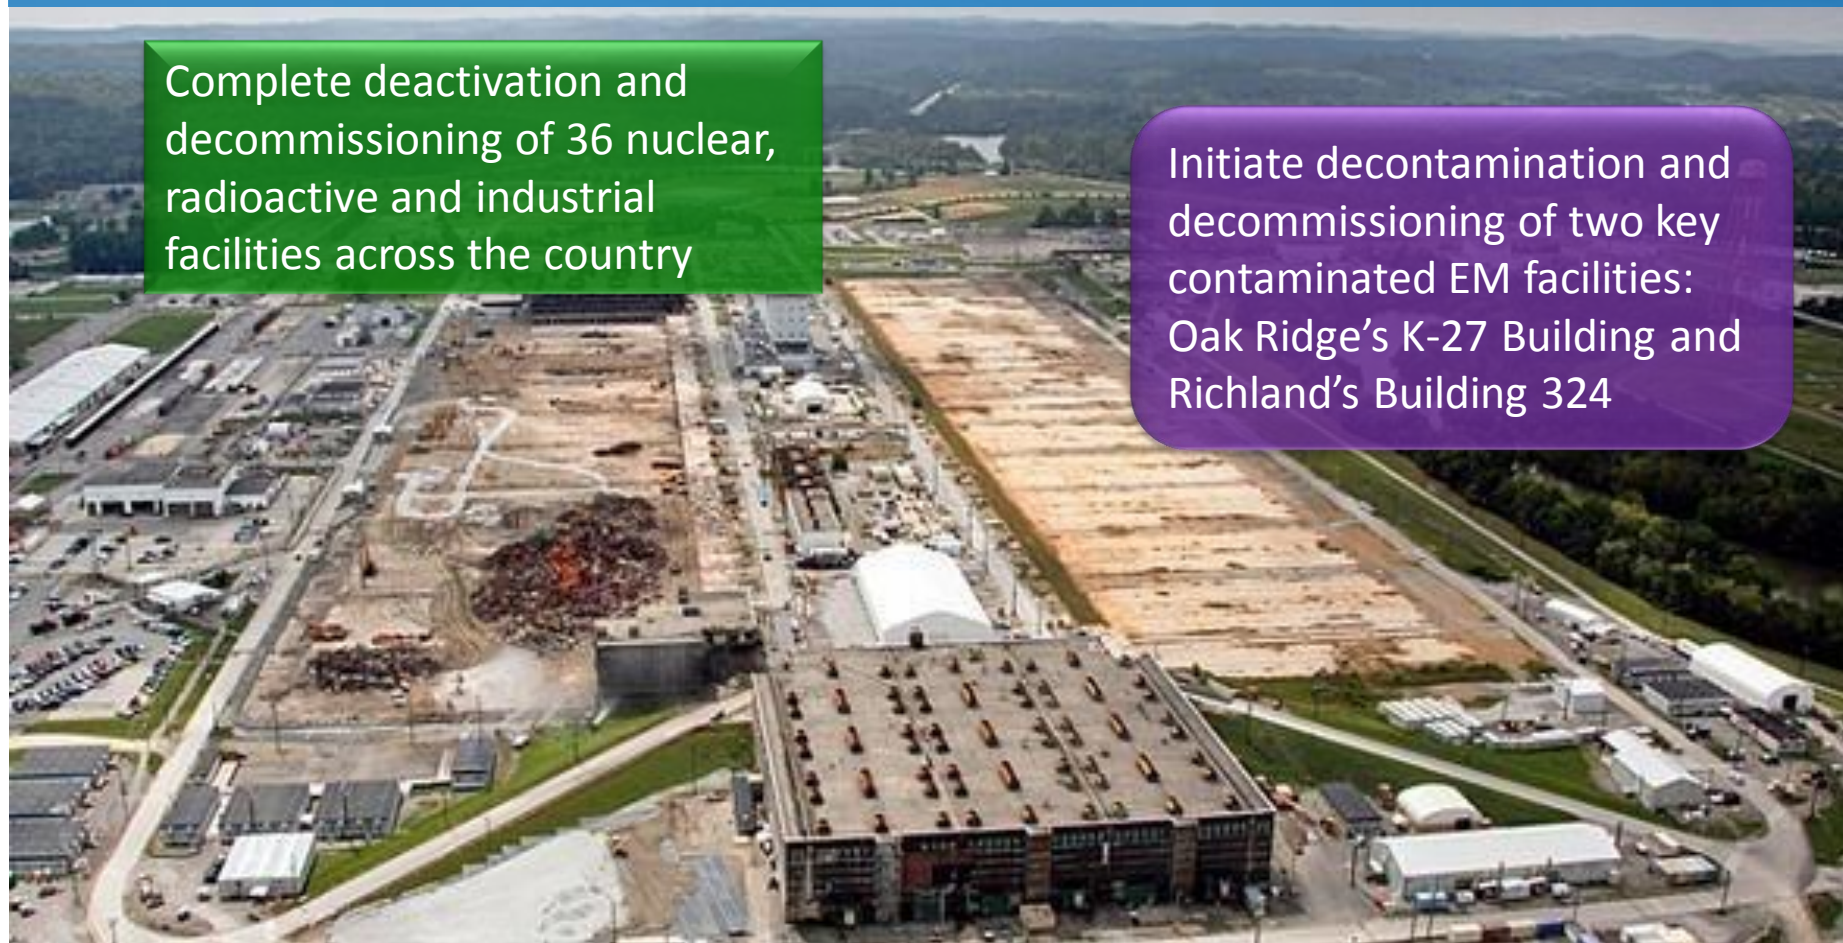 Complete deactivation and
decommissioning of 36 nuclear,
radioactive and industrial
facilities across the country
Initiate decontamination and
decommissioning of two key
contaminated EM facilities:
Oak Ridge’s K-27 Building and
Richland’s Building 324